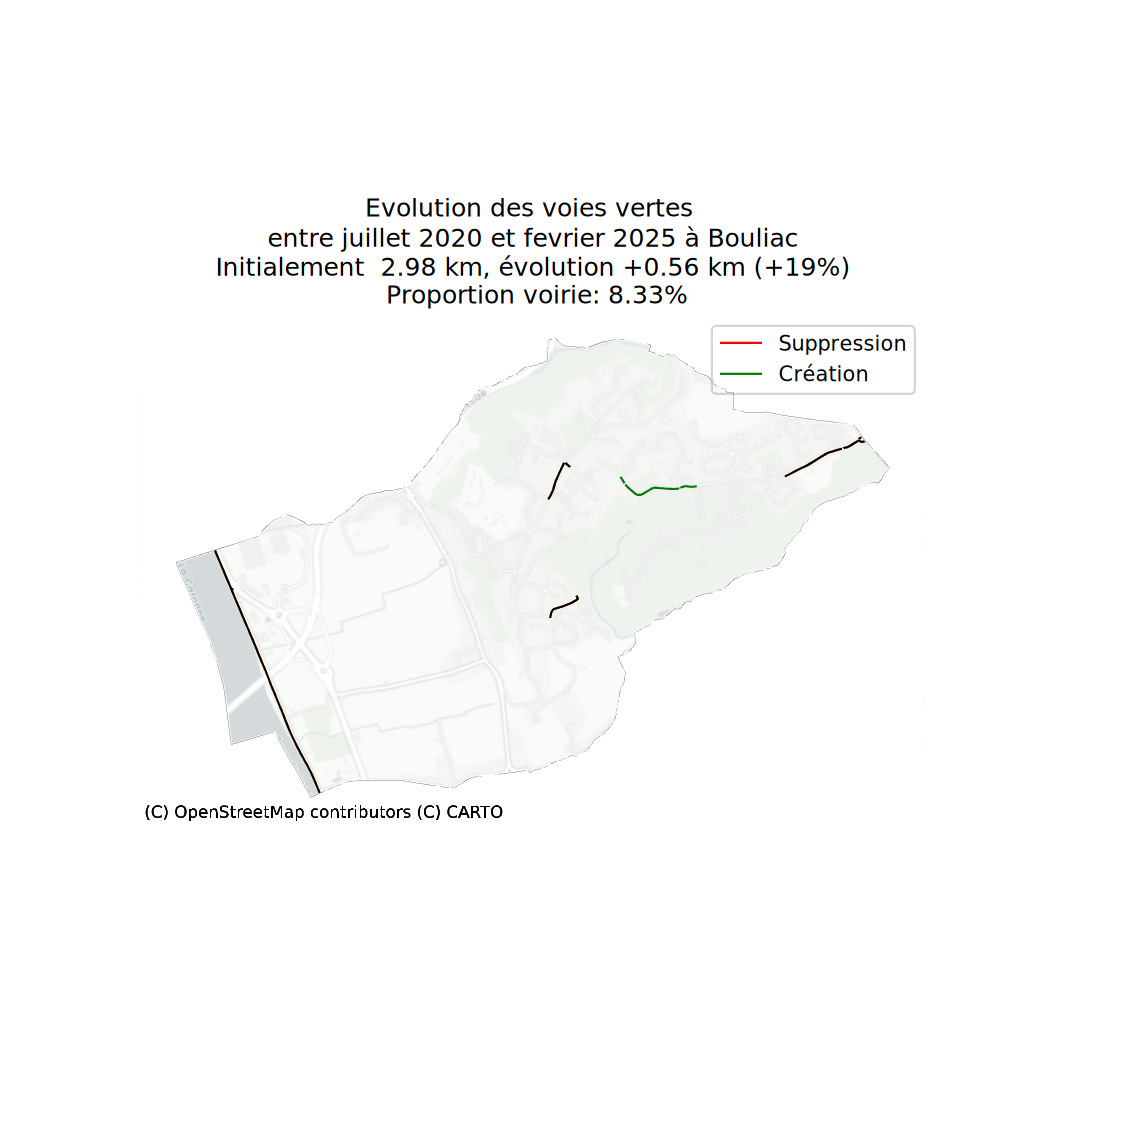 Evolution des voies vertes
entre juillet 2020 et fevrier 2025 à Bouliac
Initialement  2.98 km, évolution +0.56 km (+19%)
Proportion voirie: 8.33%
Suppression
Création
(C) OpenStreetMap contributors (C) CARTO